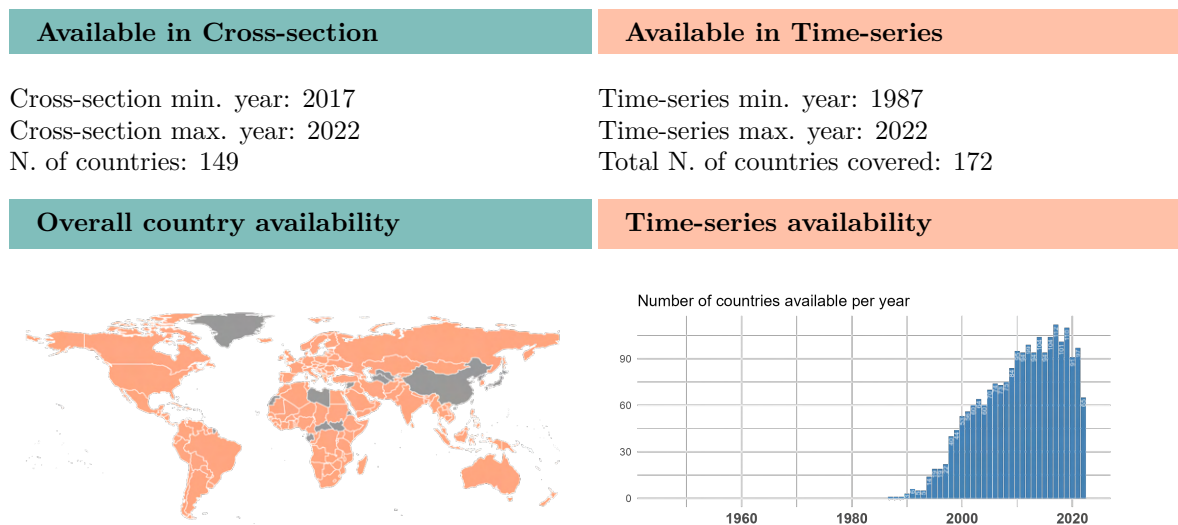 Available in Cross-section
Cross-section min. year: 2017
Cross-section max. year: 2022
N. of countries: 149
Available in Time-series
Time-series min. year: 1987
Time-series max. year: 2022
Total N. of countries covered: 172
Overall country availability
Time-series availability
Number of countries available per year
90
60
30
0
1960
1980
2000
2020